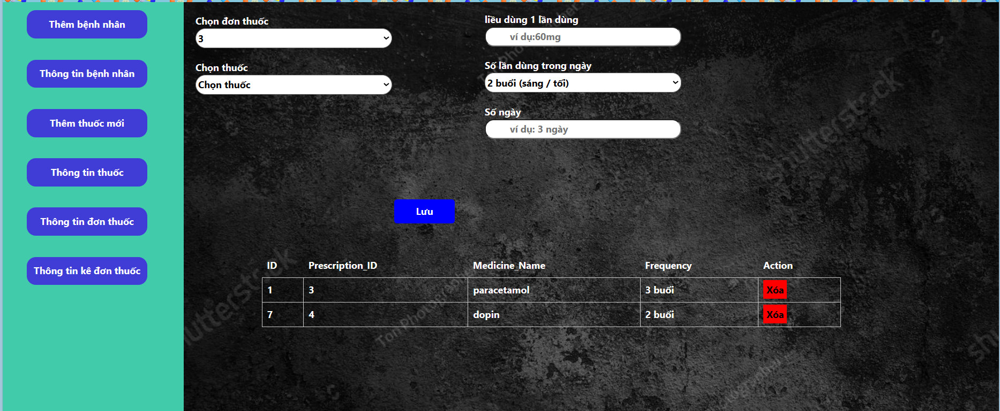 Thêm bệnh nhân
Thông tin bệnh nhân
Thêm thuốc mới
Thông tin thuốc
Thông tin đơn thuốc
Thông tin kê đơn thuốc
Chọn đơn thuốc
3
Chọn thuốc
Chọn thuốc
liều dùng 1 lần dùng
ví dụ:60mg
Số lần dùng trong ngày
2 buổi (sáng / tối)
Số ngày
ví dụ: 3 ngày
Lưu
ID Prescription_ID Medicine_Name Frequency Action
1 3 paracetamol 3 buổi Xóa
7 4 dopin 2 buổi Xóa
shutterstock